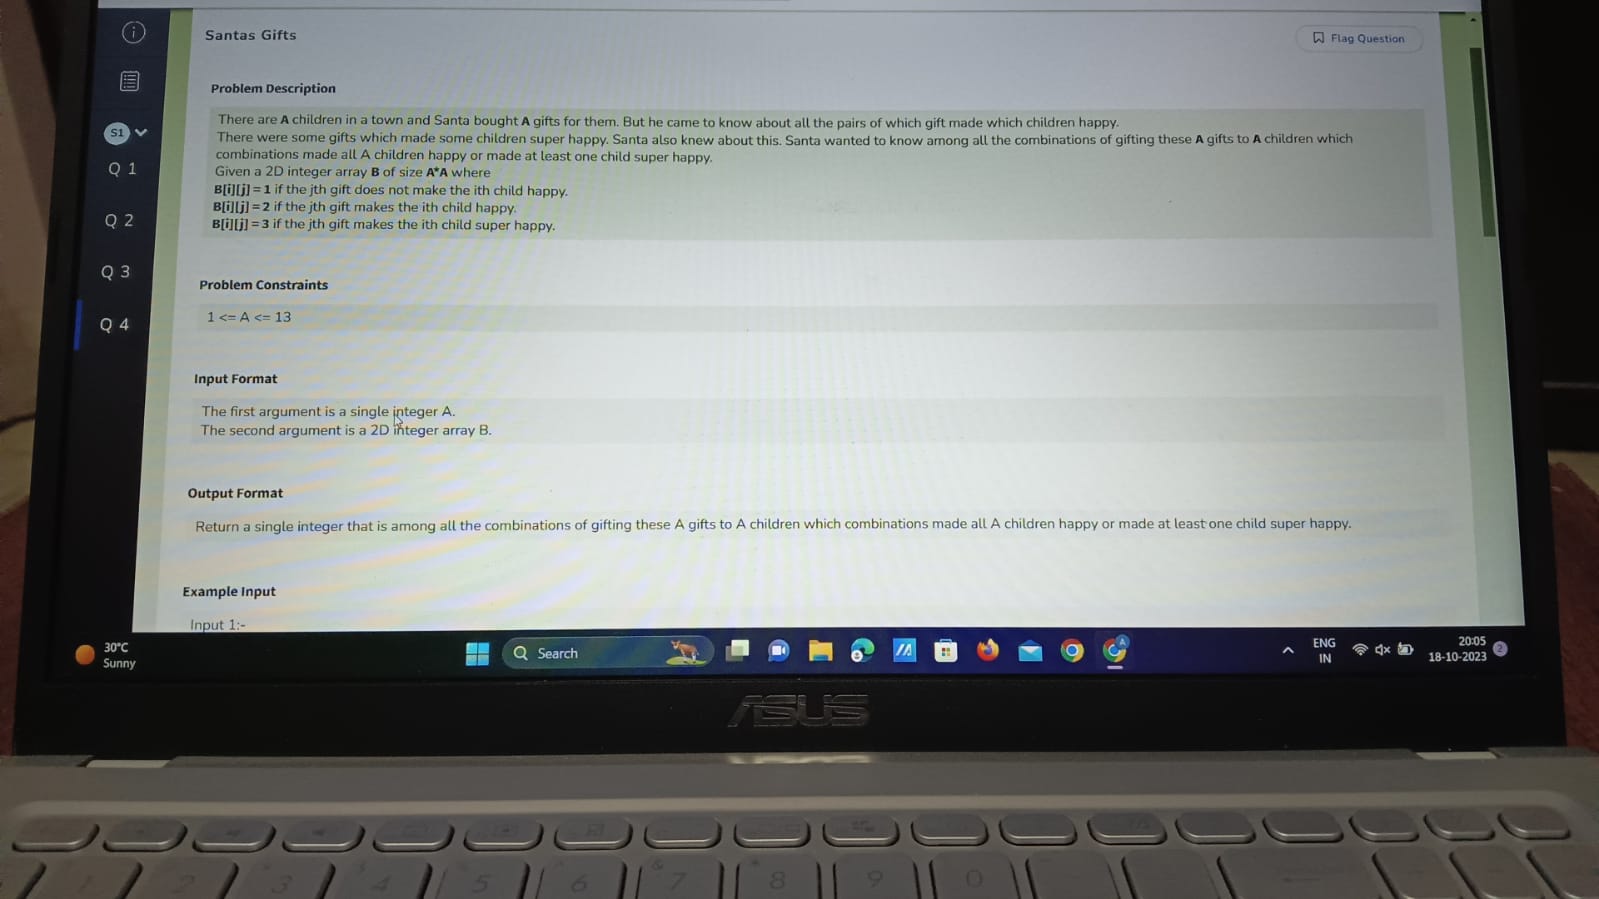 Santas Gifts
Flag Question
Problem Description
There are A children in a town and Santa bought A gifts for them. But he came to know about all the pairs of which gift made which children happy.
There were some gifts which made some children super happy. Santa also knew about this. Santa wanted to know among all the combinations of gifting these A gifts to A children which
combinations made all A children happy or made at least one child super happy.
Given a 2D integer array B of size A*A where
B[i][j] = 1 if the jth gift does not make the ith child happy.
B[i][j] = 2 if the jth gift makes the ith child happy.
B[i][j] = 3 if the jth gift makes the ith child super happy.
S1
Q 1
Q 2
Q 3
Q 4
Problem Constraints
1 <= A <= 13
Input Format
The first argument is a single integer A.
The second argument is a 2D integer array B.
Output Format
Return a single integer that is among all the combinations of gifting these A gifts to A children which combinations made all A children happy or made at least one child super happy.
Example Input
Input 1:-
30°C
Sunny
Search
ENG
IN
20:05
18-10-2023
2
ASUS
1 2 3 4 5 6 7 8 9 0